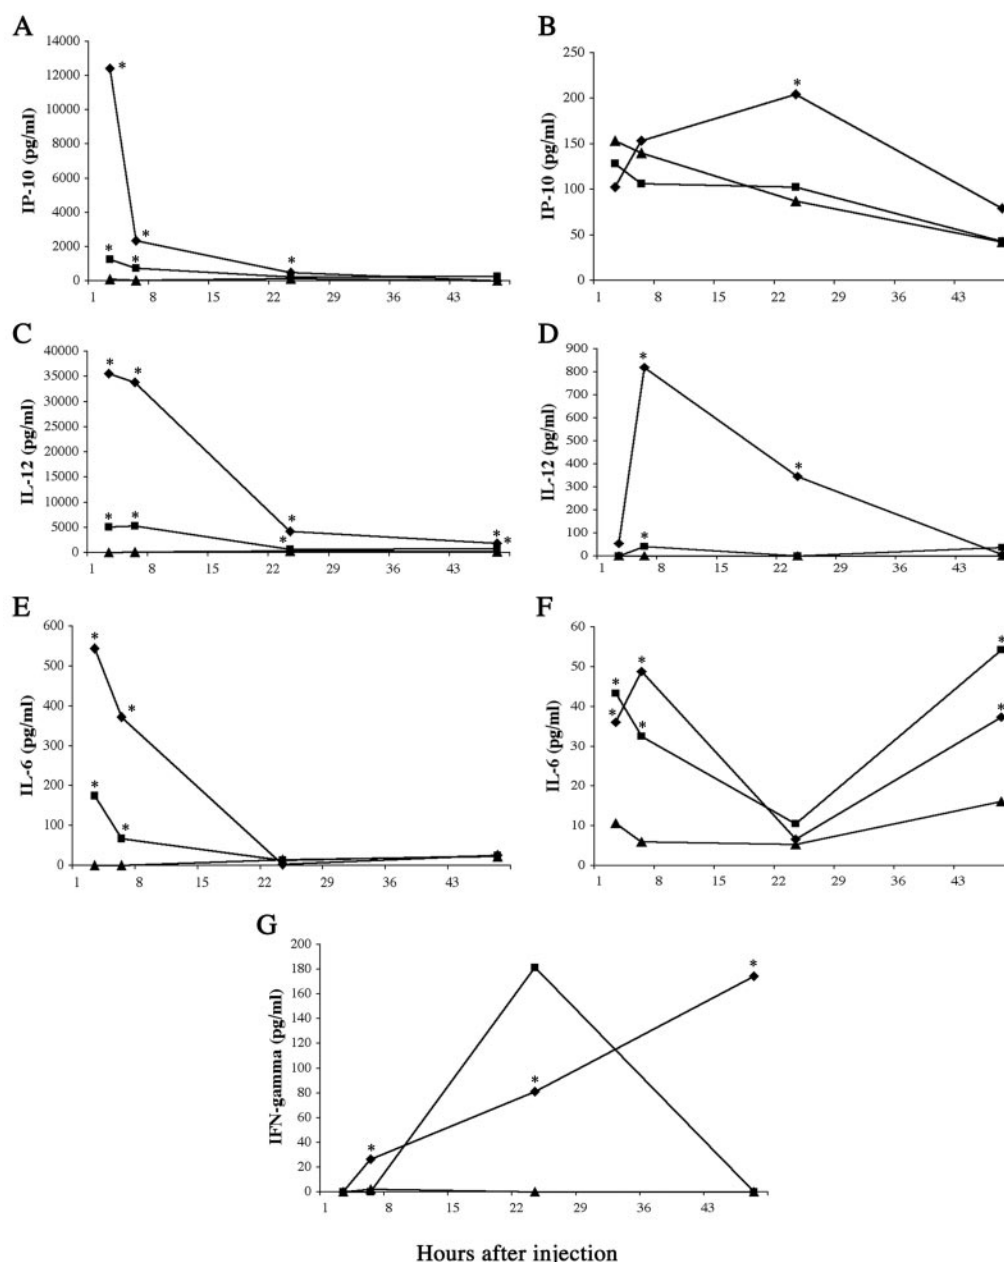 A
IP-10 (pg/ml)
14000
12000
10000
8000
6000
4000
2000
0
* * * * *
1 8 15 22 29 36 43
B
IP-10 (pg/ml)
250
200
150
100
50
0
*
1 8 15 22 29 36 43
C
IL-12 (pg/ml)
40000
35000
30000
25000
20000
15000
10000
5000
0
* * * * * * * *
1 8 15 22 29 36 43
D
IL-12 (pg/ml)
900
800
700
600
500
400
300
200
100
0
* * *
1 8 15 22 29 36 43
E
IL-6 (pg/ml)
600
500
400
300
200
100
0
* * * *
1 8 15 22 29 36 43
F
IL-6 (pg/ml)
60
50
40
30
20
10
0
* * * * * *
1 8 15 22 29 36 43
G
IFN-gamma (pg/ml)
200
180
160
140
120
100
80
60
40
20
0
* * *
1 8 15 22 29 36 43
Hours after injection